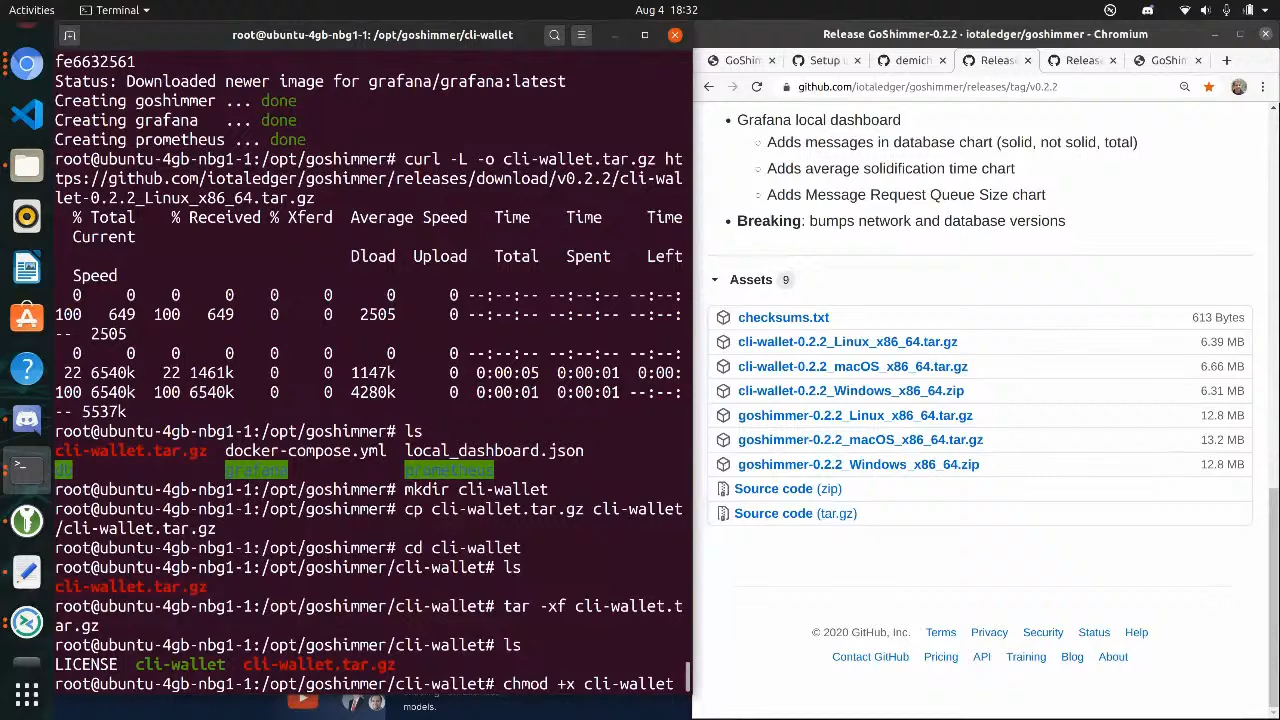 Activities
Terminal
Aug 4 18:32
root@ubuntu-4gb-nbg1-1: /opt/goshimmer/cli-wallet
fe6632561
Status: Downloaded newer image for grafana/grafana:latest
Creating goshimmer ... done
Creating grafana ... done
Creating prometheus ... done
root@ubuntu-4gb-nbg1-1:/opt/goshimmer# curl -L -o cli-wallet.tar.gz ht
tps://github.com/iotaledger/goshimmer/releases/download/v0.2.2/cli-wal
let-0.2.2_Linux_x86_64.tar.gz
% Total % Received % Xferd Average Speed Time Time Time
Current
Dload Upload Total Spent Left
Speed
0 0 0 0 0 0 0 0 --:--:-- --:--:-- --:--:
100 649 100 649 0 0 2505 0 --:--:-- --:--:-- --:--:
-- 2505
0 0 0 0 0 0 0 0 --:--:-- --:--:-- --:--:
22 6540k 22 1461k 0 0 1147k 0 0:00:05 0:00:01 0:00:
100 6540k 100 6540k 0 0 4280k 0 0:00:01 0:00:01 --:--:
-- 5537k
root@ubuntu-4gb-nbg1-1:/opt/goshimmer# ls
cli-wallet.tar.gz docker-compose.yml local_dashboard.json
db grafana prometheus
root@ubuntu-4gb-nbg1-1:/opt/goshimmer# mkdir cli-wallet
root@ubuntu-4gb-nbg1-1:/opt/goshimmer# cp cli-wallet.tar.gz cli-wallet
/cli-wallet.tar.gz
root@ubuntu-4gb-nbg1-1:/opt/goshimmer# cd cli-wallet
root@ubuntu-4gb-nbg1-1:/opt/goshimmer/cli-wallet# ls
cli-wallet.tar.gz
root@ubuntu-4gb-nbg1-1:/opt/goshimmer/cli-wallet# tar -xf cli-wallet.t
ar.gz
root@ubuntu-4gb-nbg1-1:/opt/goshimmer/cli-wallet# ls
LICENSE cli-wallet cli-wallet.tar.gz
root@ubuntu-4gb-nbg1-1:/opt/goshimmer/cli-wallet# chmod +x cli-wallet
models.
Release GoShimmer-0.2.2 · iotaledger/goshimmer - Chromium
GoShim
Setup u
demich
Release
Release
GoShin
github.com/iotaledger/goshimmer/releases/tag/v0.2.2
• Grafana local dashboard
◦ Adds messages in database chart (solid, not solid, total)
◦ Adds average solidification time chart
◦ Adds Message Request Queue Size chart
• Breaking: bumps network and database versions
Assets 9
checksums.txt 613 Bytes
cli-wallet-0.2.2_Linux_x86_64.tar.gz 6.39 MB
cli-wallet-0.2.2_macOS_x86_64.tar.gz 6.66 MB
cli-wallet-0.2.2_Windows_x86_64.zip 6.31 MB
goshimmer-0.2.2_Linux_x86_64.tar.gz 12.8 MB
goshimmer-0.2.2_macOS_x86_64.tar.gz 13.2 MB
goshimmer-0.2.2_Windows_x86_64.zip 12.8 MB
Source code (zip)
Source code (tar.gz)
© 2020 GitHub, Inc. Terms Privacy Security Status Help
Contact GitHub Pricing API Training Blog About